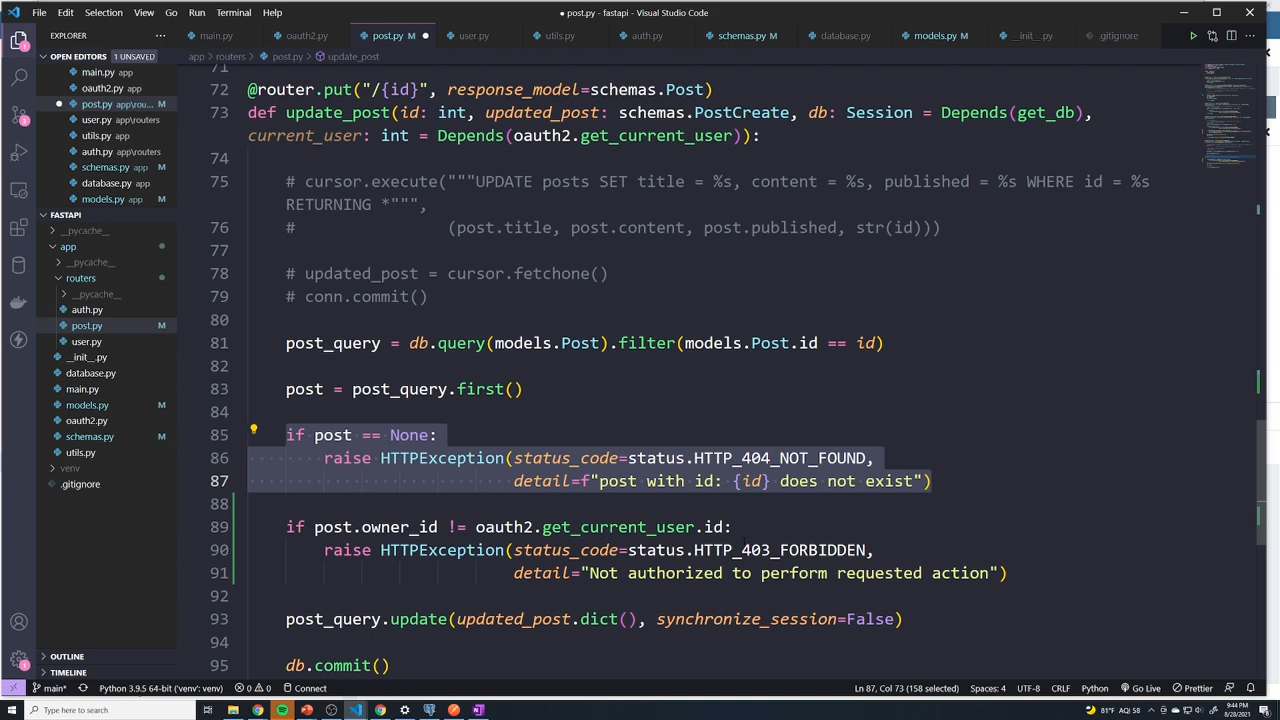 File Edit Selection View Go Run Terminal Help
● post.py - fastapi - Visual Studio Code
EXPLORER
main.py
oauth2.py
post.py M
user.py
utils.py
auth.py
schemas.py M
database.py
models.py M
__init__.py
.gitignore
OPEN EDITORS 1 UNSAVED
app > routers > post.py > update_post
main.py app
oauth2.py app
post.py app\rou... M
user.py app\routers
utils.py app
auth.py app\routers
schemas.py app M
database.py app
models.py app M
FASTAPI
__pycache__
app
__pycache__
routers
__pycache__
auth.py
post.py M
user.py
__init__.py
database.py
main.py
models.py M
oauth2.py
schemas.py M
utils.py
venv
.gitignore
OUTLINE
TIMELINE
71
72 @router.put("/{id}", response_model=schemas.Post)
73 def update_post(id: int, updated_post: schemas.PostCreate, db: Session = Depends(get_db),
current_user: int = Depends(oauth2.get_current_user)):
74
75 # cursor.execute("""UPDATE posts SET title = %s, content = %s, published = %s WHERE id = %s
RETURNING *""",
76 # (post.title, post.content, post.published, str(id)))
77
78 # updated_post = cursor.fetchone()
79 # conn.commit()
80
81 post_query = db.query(models.Post).filter(models.Post.id == id)
82
83 post = post_query.first()
84
85 if post == None:
86 raise HTTPException(status_code=status.HTTP_404_NOT_FOUND,
87 detail=f"post with id: {id} does not exist")
88
89 if post.owner_id != oauth2.get_current_user.id:
90 raise HTTPException(status_code=status.HTTP_403_FORBIDDEN,
91 detail="Not authorized to perform requested action")
92
93 post_query.update(updated_post.dict(), synchronize_session=False)
94
95 db.commit()
main* Python 3.9.5 64-bit ('venv': venv) 0 0 Connect
Ln 87, Col 73 (158 selected) Spaces: 4 UTF-8 CRLF Python Go Live Prettier
Type here to search
81°F AQI 58
9:44 PM
8/28/2021